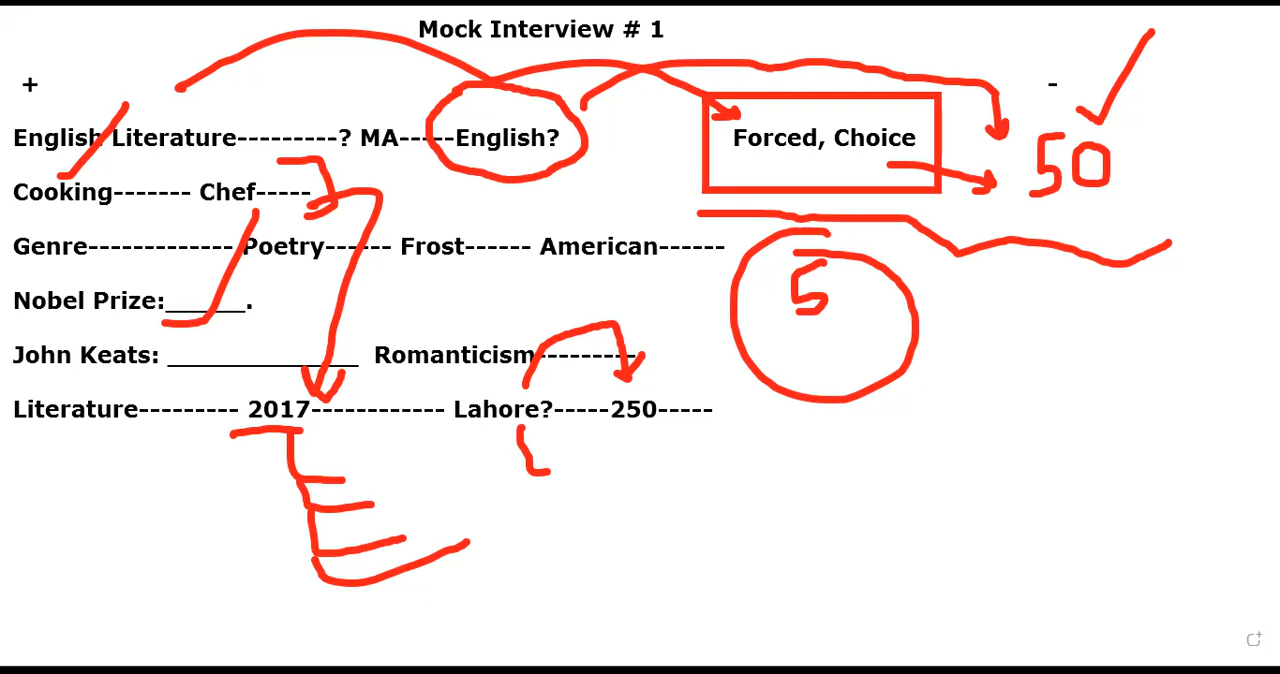 Mock Interview # 1
+ -
English Literature---------? MA-----English? Forced, Choice 50
Cooking------- Chef-----
Genre------------- Poetry------ Frost------ American------
5
Nobel Prize:______.
John Keats: ______________ Romanticism---------
Literature--------- 2017------------ Lahore?-----250-----